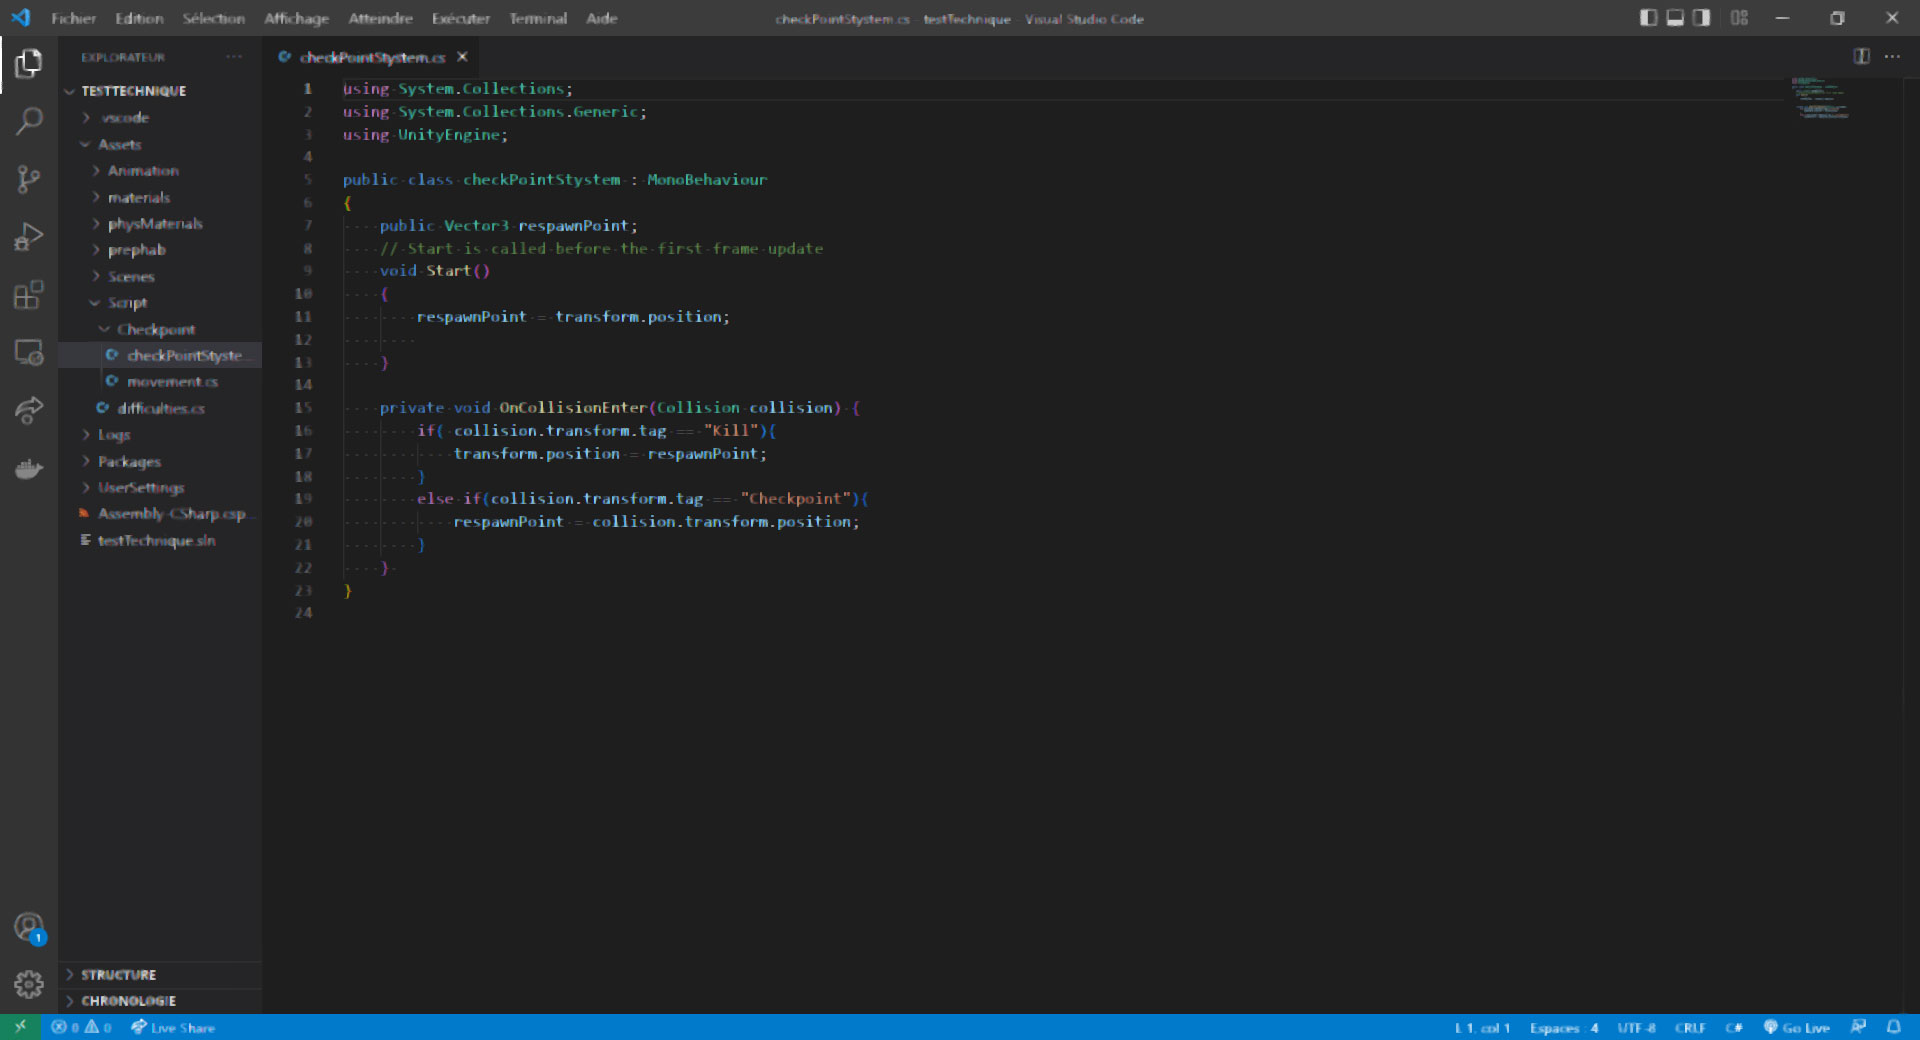 Fichier Edition Sélection Affichage Atteindre Exécuter Terminal Aide
checkPointStystem.cs - testTechnique - Visual Studio Code
EXPLORATEUR
TESTTECHNIQUE
.vscode
Assets
Animation
materials
physMaterials
prephab
Scenes
Script
Checkpoint
checkPointStyste...
movement.cs
difficulties.cs
Logs
Packages
UserSettings
Assembly-CSharp.csp...
testTechnique.sln
STRUCTURE
CHRONOLOGIE
checkPointStystem.cs
1 using System.Collections;
2 using System.Collections.Generic;
3 using UnityEngine;
4
5 public class checkPointStystem : MonoBehaviour
6 {
7 public Vector3 respawnPoint;
8 // Start is called before the first frame update
9 void Start()
10 {
11 respawnPoint = transform.position;
12
13 }
14
15 private void OnCollisionEnter(Collision collision) {
16 if( collision.transform.tag == "Kill"){
17 transform.position = respawnPoint;
18 }
19 else if(collision.transform.tag == "Checkpoint"){
20 respawnPoint = collision.transform.position;
21 }
22 }
23 }
24
1
0 0 Live Share
L 1, col 1 Espaces : 4 UTF-8 CRLF C# Go Live